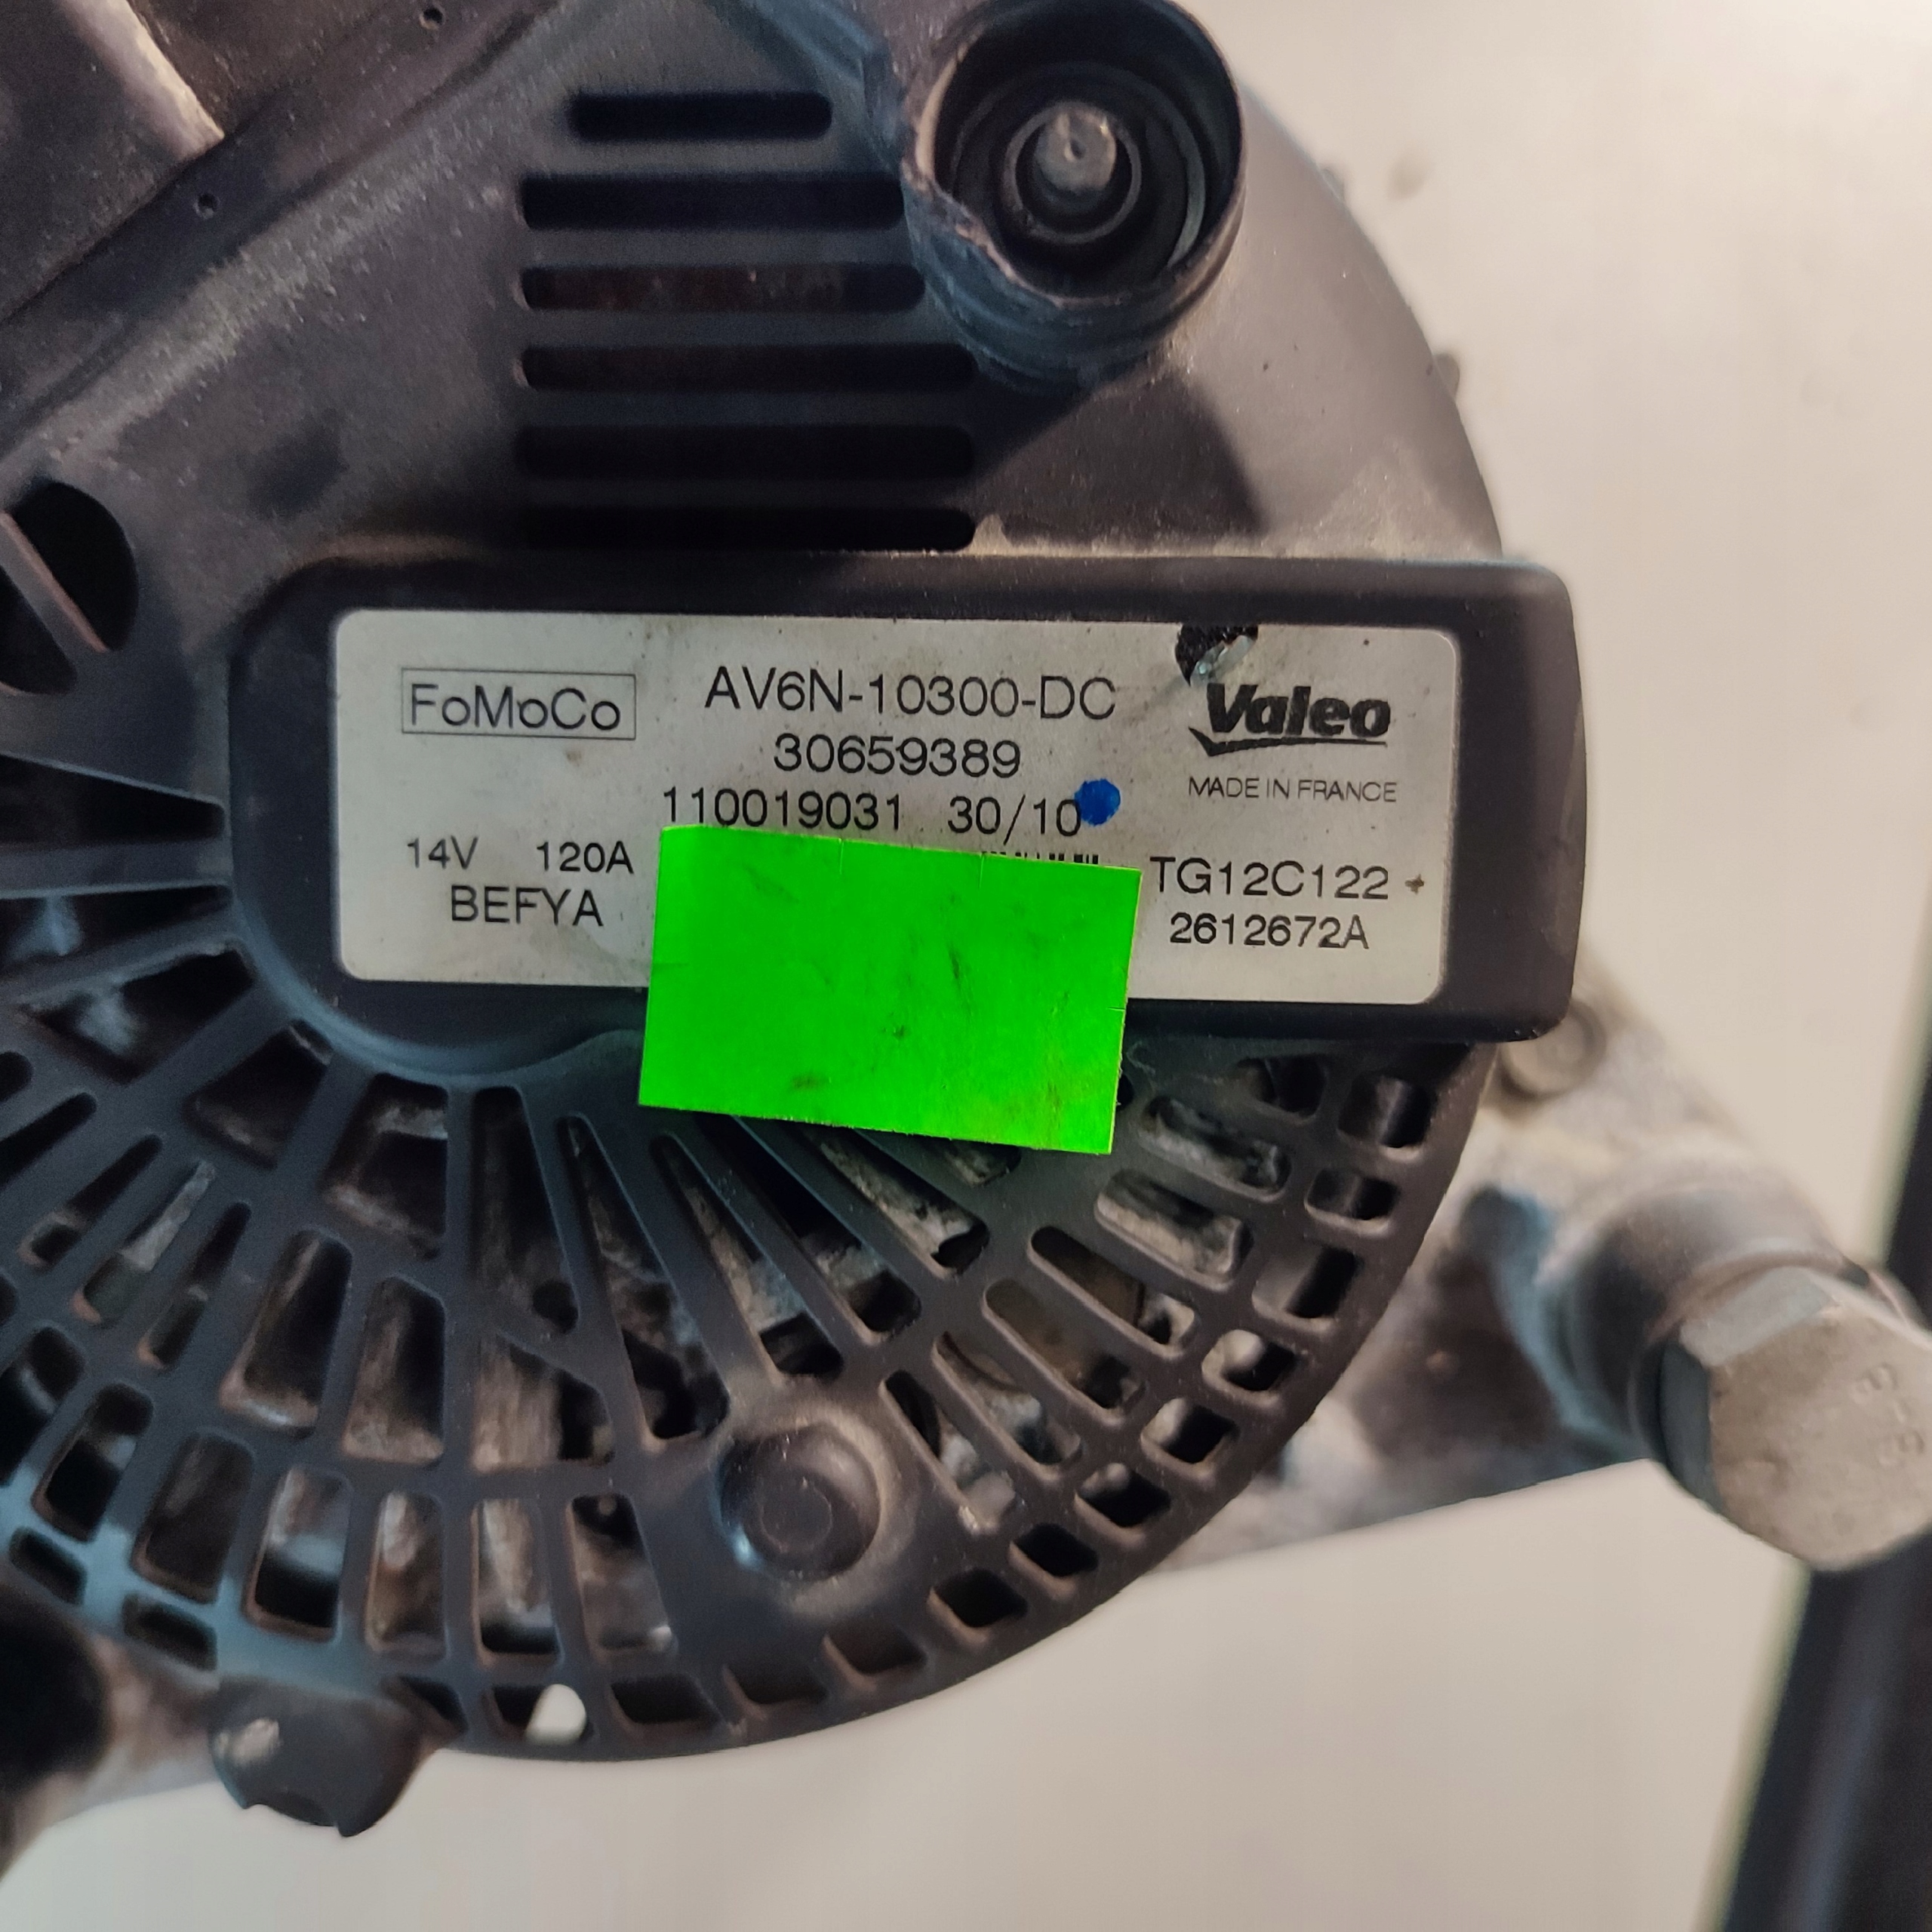 FoMoCo
AV6N-10300-DC
30659389
110019031 30/10
Valeo
MADE IN FRANCE
14V 120A
BEFYA
TG12C122
2612672A